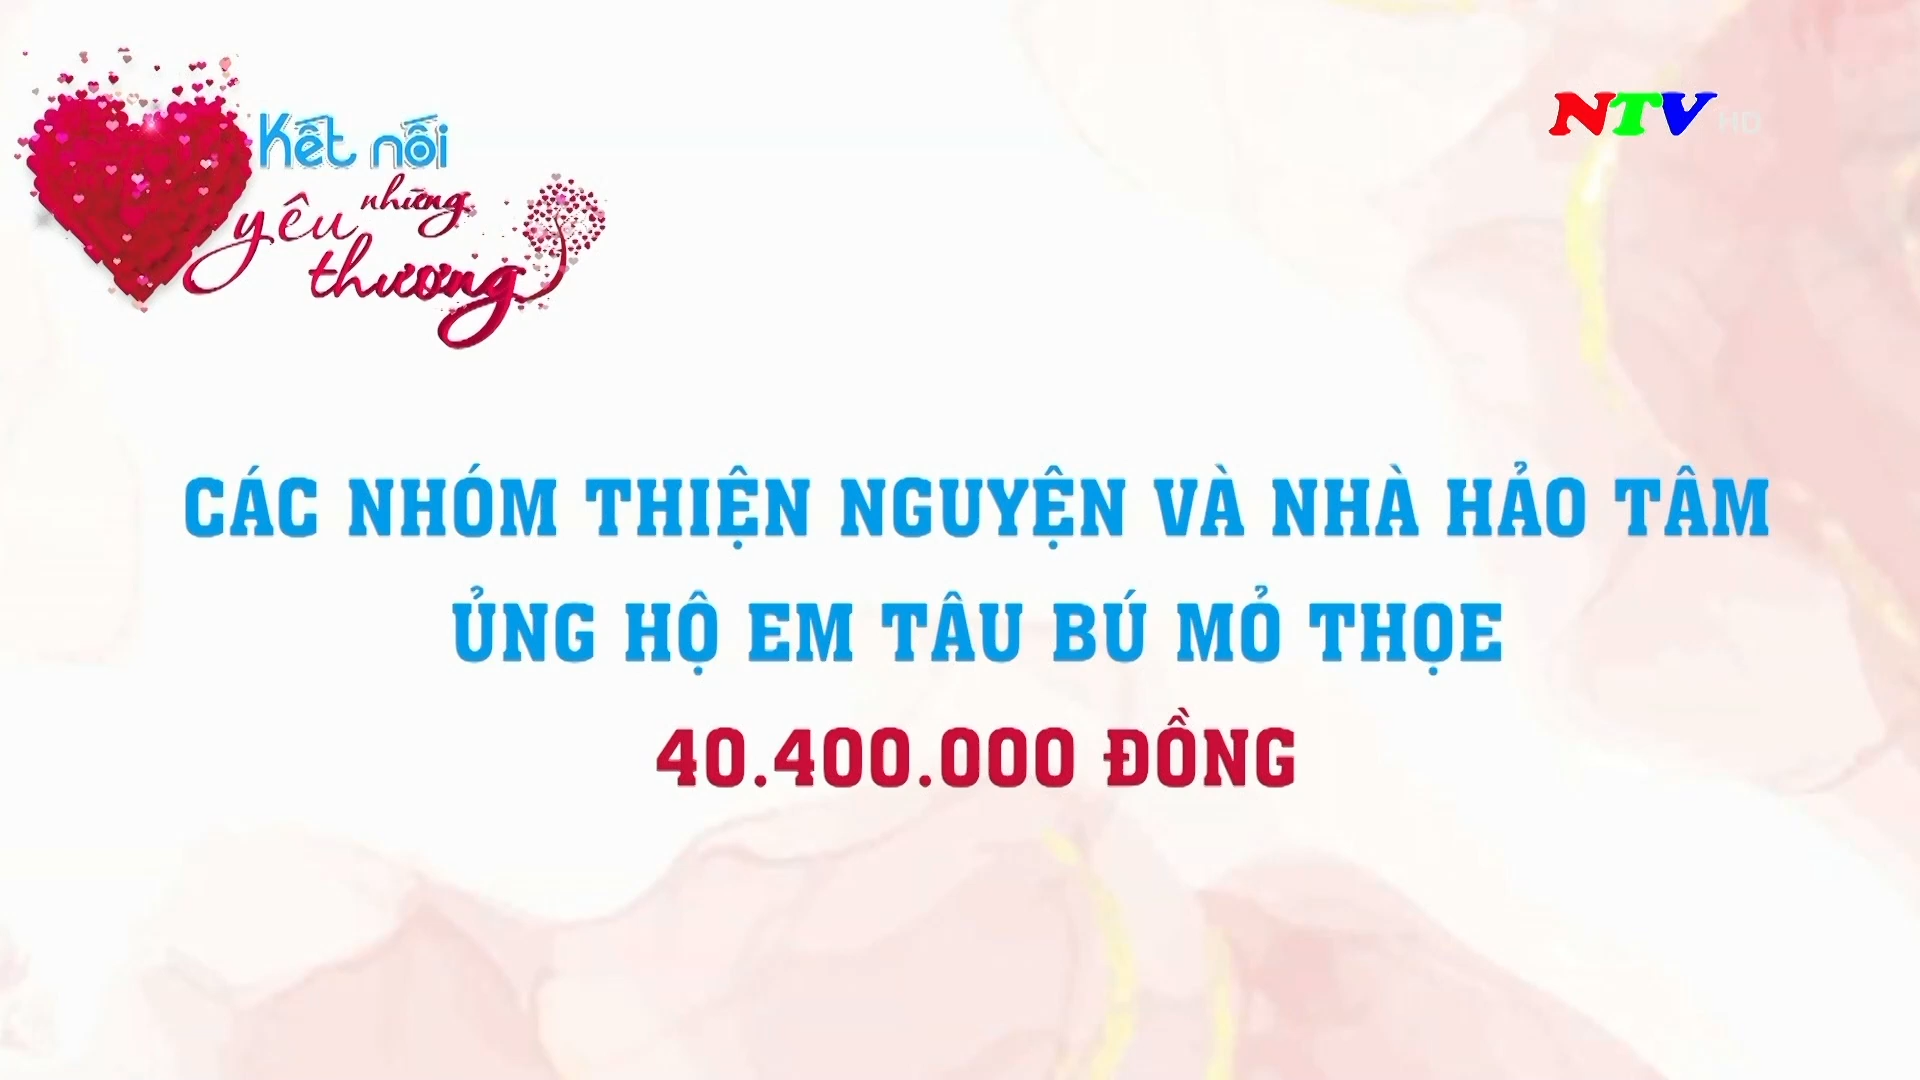 Kết nối
những
yêu
thương
NTV HD
CÁC NHÓM THIỆN NGUYỆN VÀ NHÀ HẢO TÂM
ỦNG HỘ EM TÂU BÚ MỎ THỌE
40.400.000 ĐỒNG